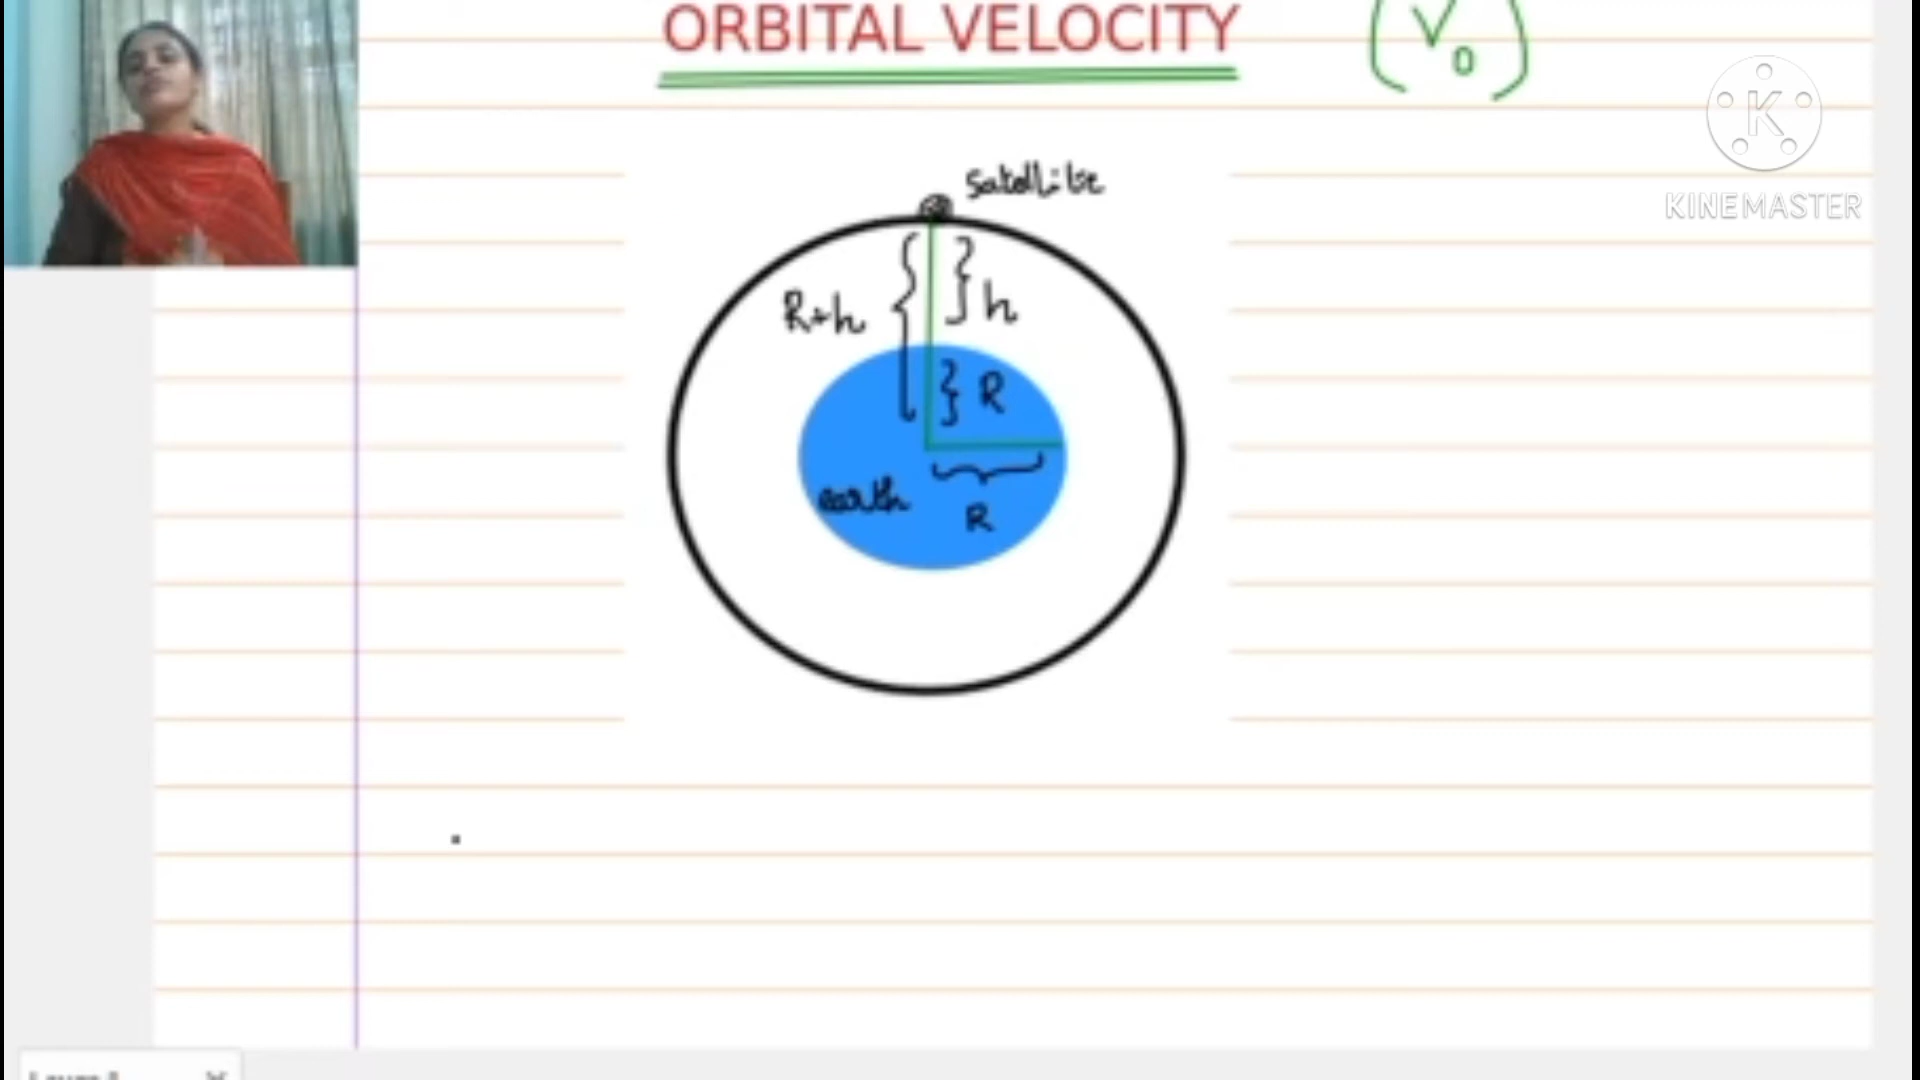 ORBITAL VELOCITY (V0)
K
KINEMASTER
Satellite
R+h
h
R
earth
R